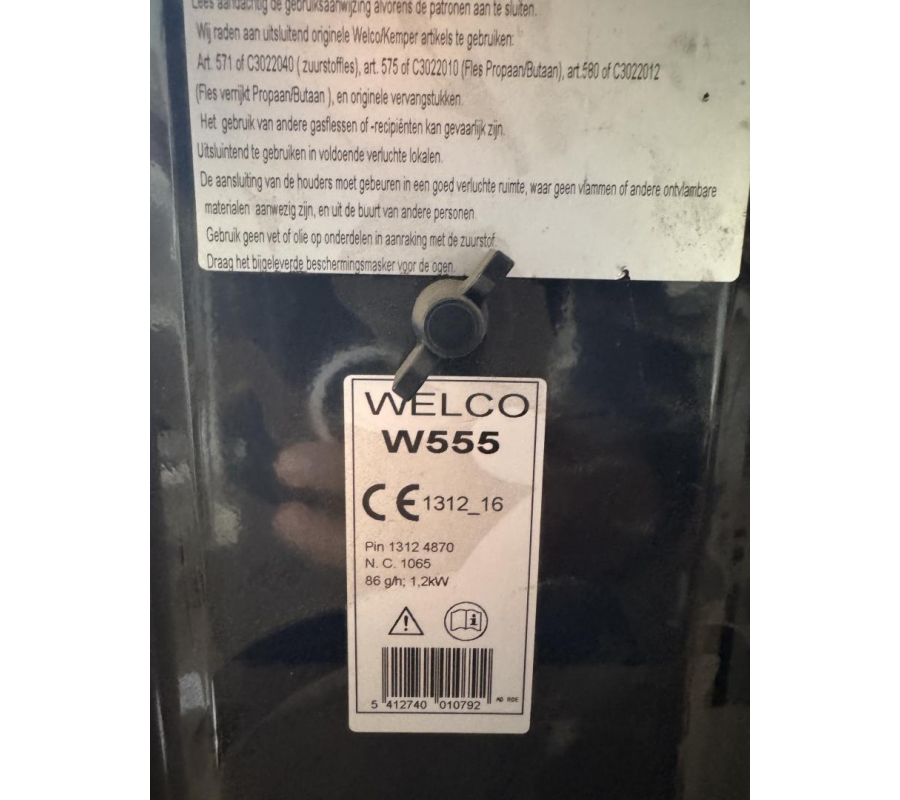 Lees aandachtig de gebruiksaanwijzing alvorens de patronen aan te sluiten.
Wij raden aan uitsluitend originele Welco/Kemper artikels te gebruiken:
Art. 571 of C3022040 ( zuurstoffles), art. 575 of C3022010 (Fles Propaan/Butaan), art.580 of C3022012
(Fles verrijkt Propaan/Butaan ), en originele vervangstukken.
Het gebruik van andere gasflessen of -recipiënten kan gevaarlijk zijn.
Uitsluintend te gebruiken in voldoende verluchte lokalen.
De aansluiting van de houders moet gebeuren in een goed verluchte ruimte, waar geen vlammen of andere ontvlambare
materialen aanwezig zijn, en uit de buurt van andere personen
Gebruik geen vet of olie op onderdelen in aanraking met de zuurstof.
Draag het bijgeleverde beschermingsmasker voor de ogen.
WELCO
W555
CE 1312_16
Pin 1312 4870
N. C. 1065
86 g/h; 1,2kW
5 412740 010792
AD RDE